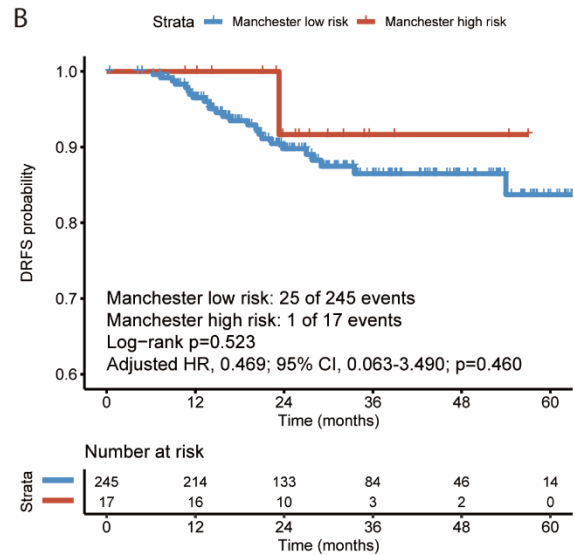 B
Strata Manchester low risk Manchester high risk
DRFS probability
1.0
0.9
0.8
0.7
0.6
Manchester low risk: 25 of 245 events
Manchester high risk: 1 of 17 events
Log−rank p=0.523
Adjusted HR, 0.469; 95% CI, 0.063-3.490; p=0.460
0 12 24 36 48 60
Time (months)
Number at risk
Strata
245 214 133 84 46 14
17 16 10 3 2 0
0 12 24 36 48 60
Time (months)